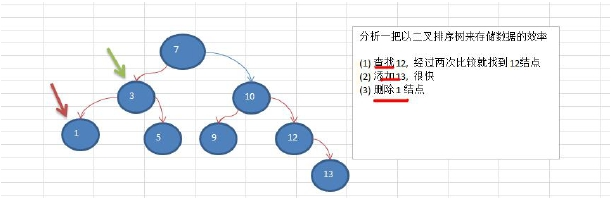 7
3
10
1
5
9
12
13
分析一把以二叉排序树来存储数据的效率
(1) 查找 12, 经过两次比较就找到 12结点
(2) 添加13, 很快
(3) 删除 1 结点